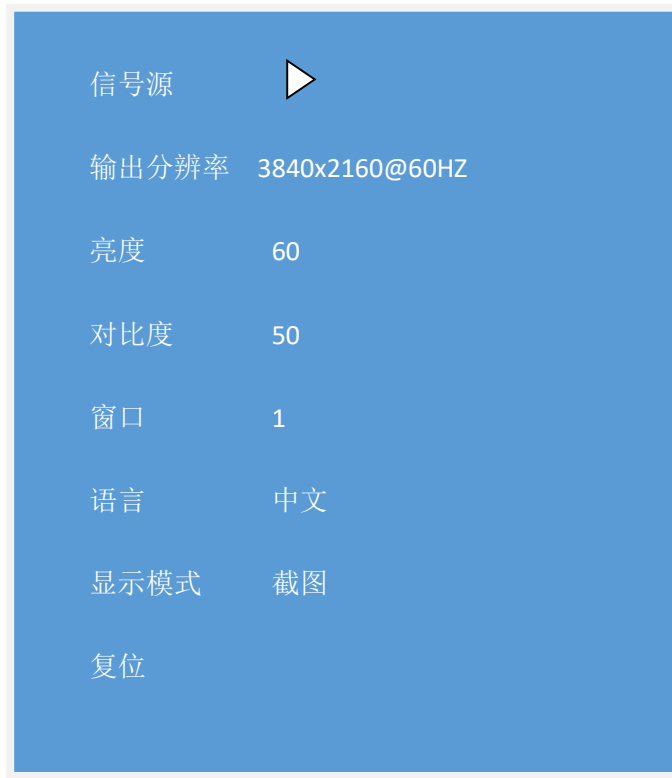 信号源
输出分辨率 3840x2160@60HZ
亮度 60
对比度 50
窗口 1
语言 中文
显示模式 截图
复位